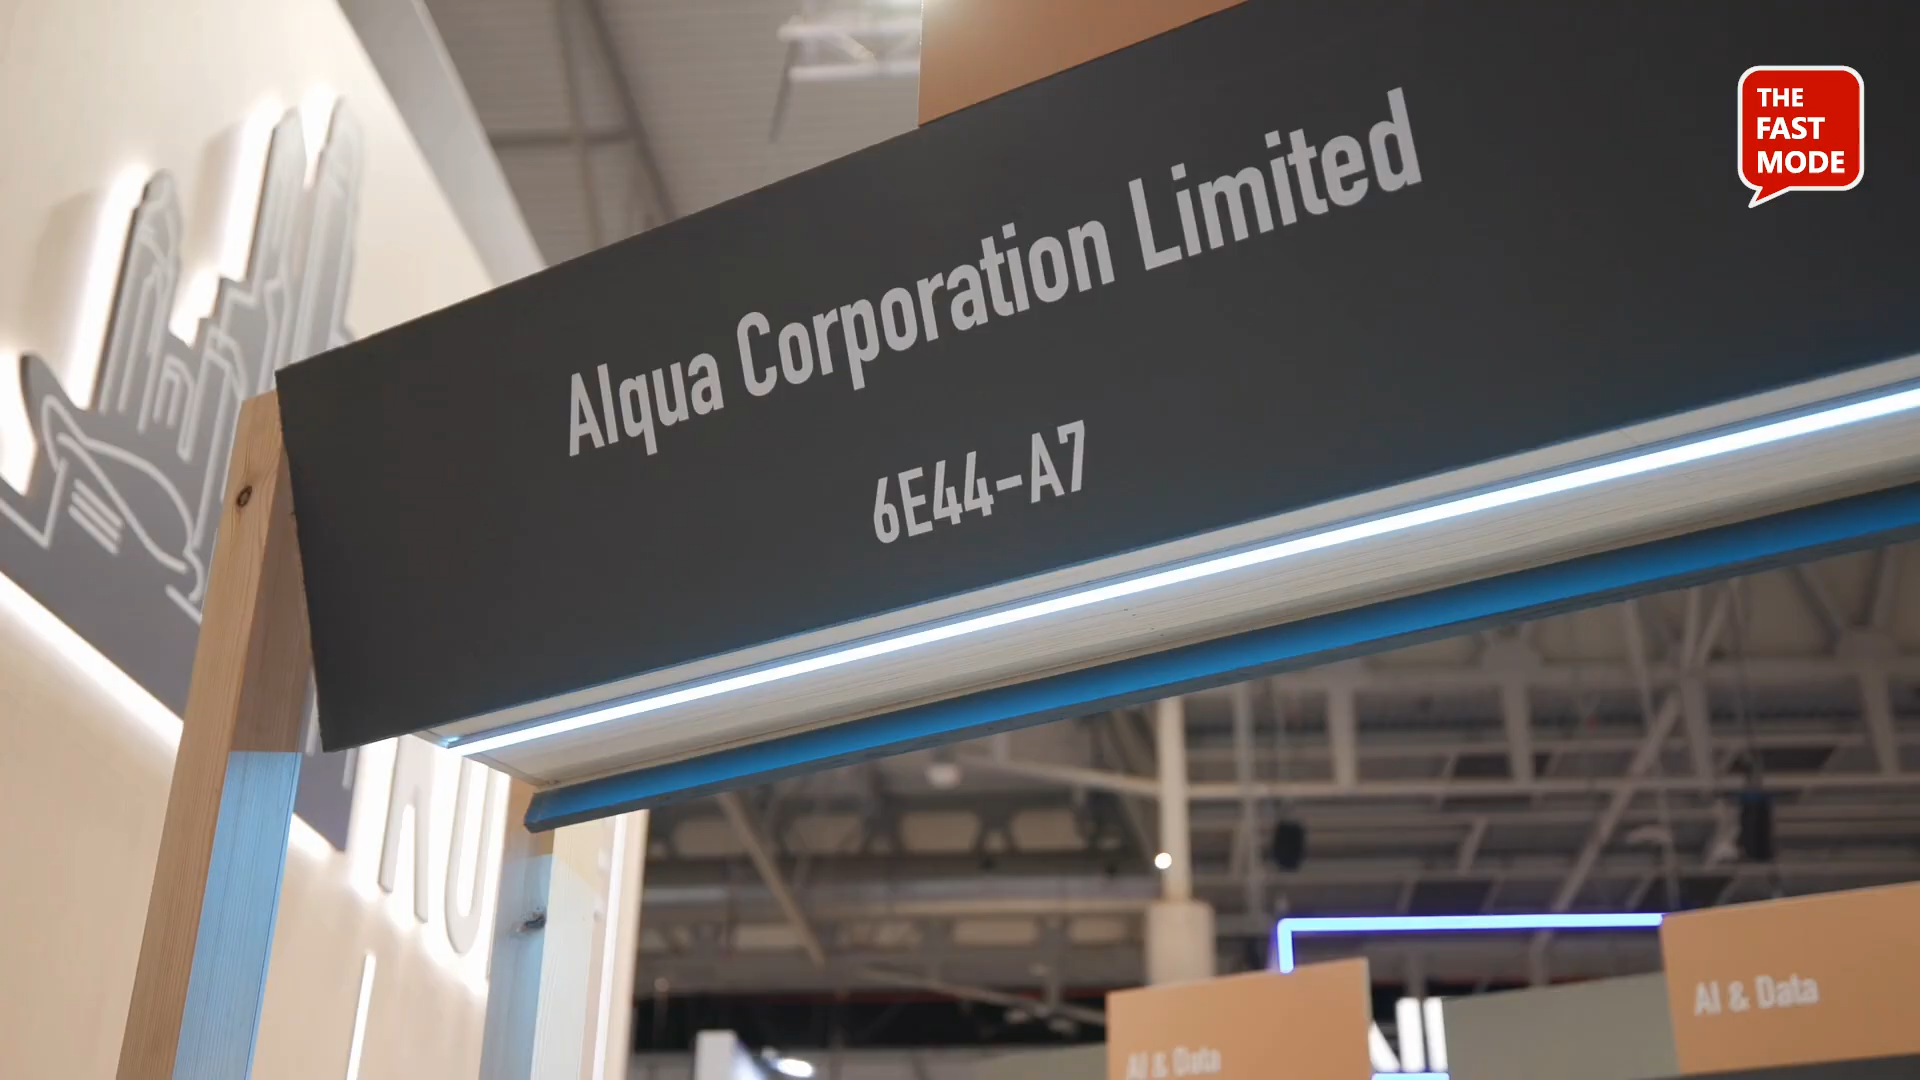 THE
FAST
MODE
Alqua Corporation Limited
6E44-A7
AI & Data
AI & Data